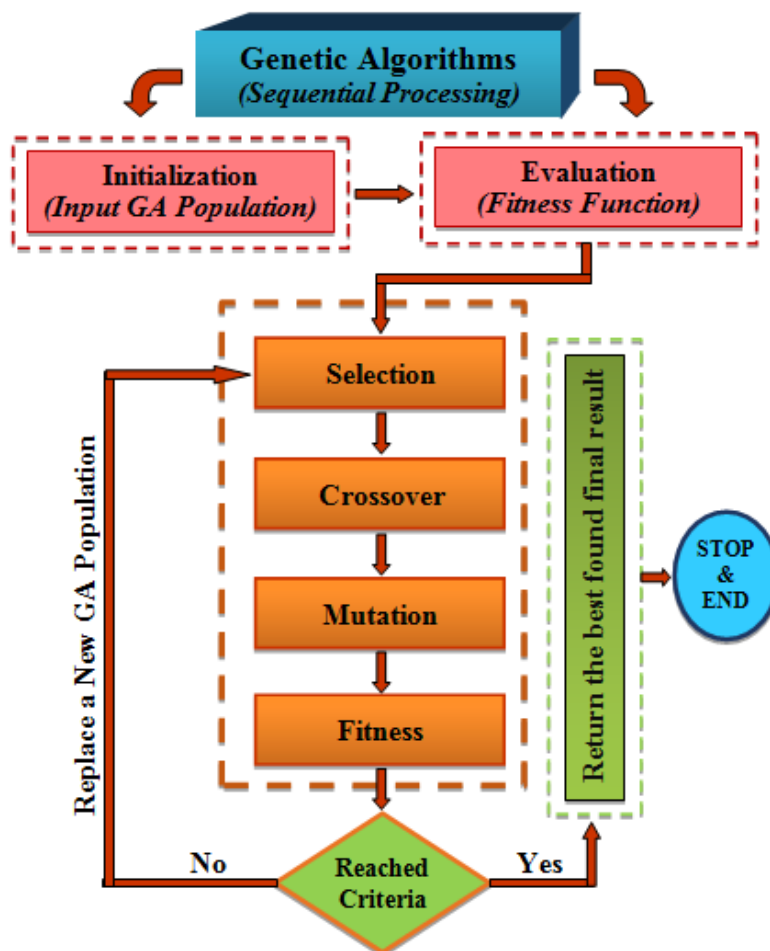 Genetic Algorithms
(Sequential Processing)
Initialization
(Input GA Population)
Evaluation
(Fitness Function)
Selection
Crossover
Mutation
Fitness
Replace a New GA Population
Reached
Criteria
No
Yes
Return the best found final result
STOP
&
END